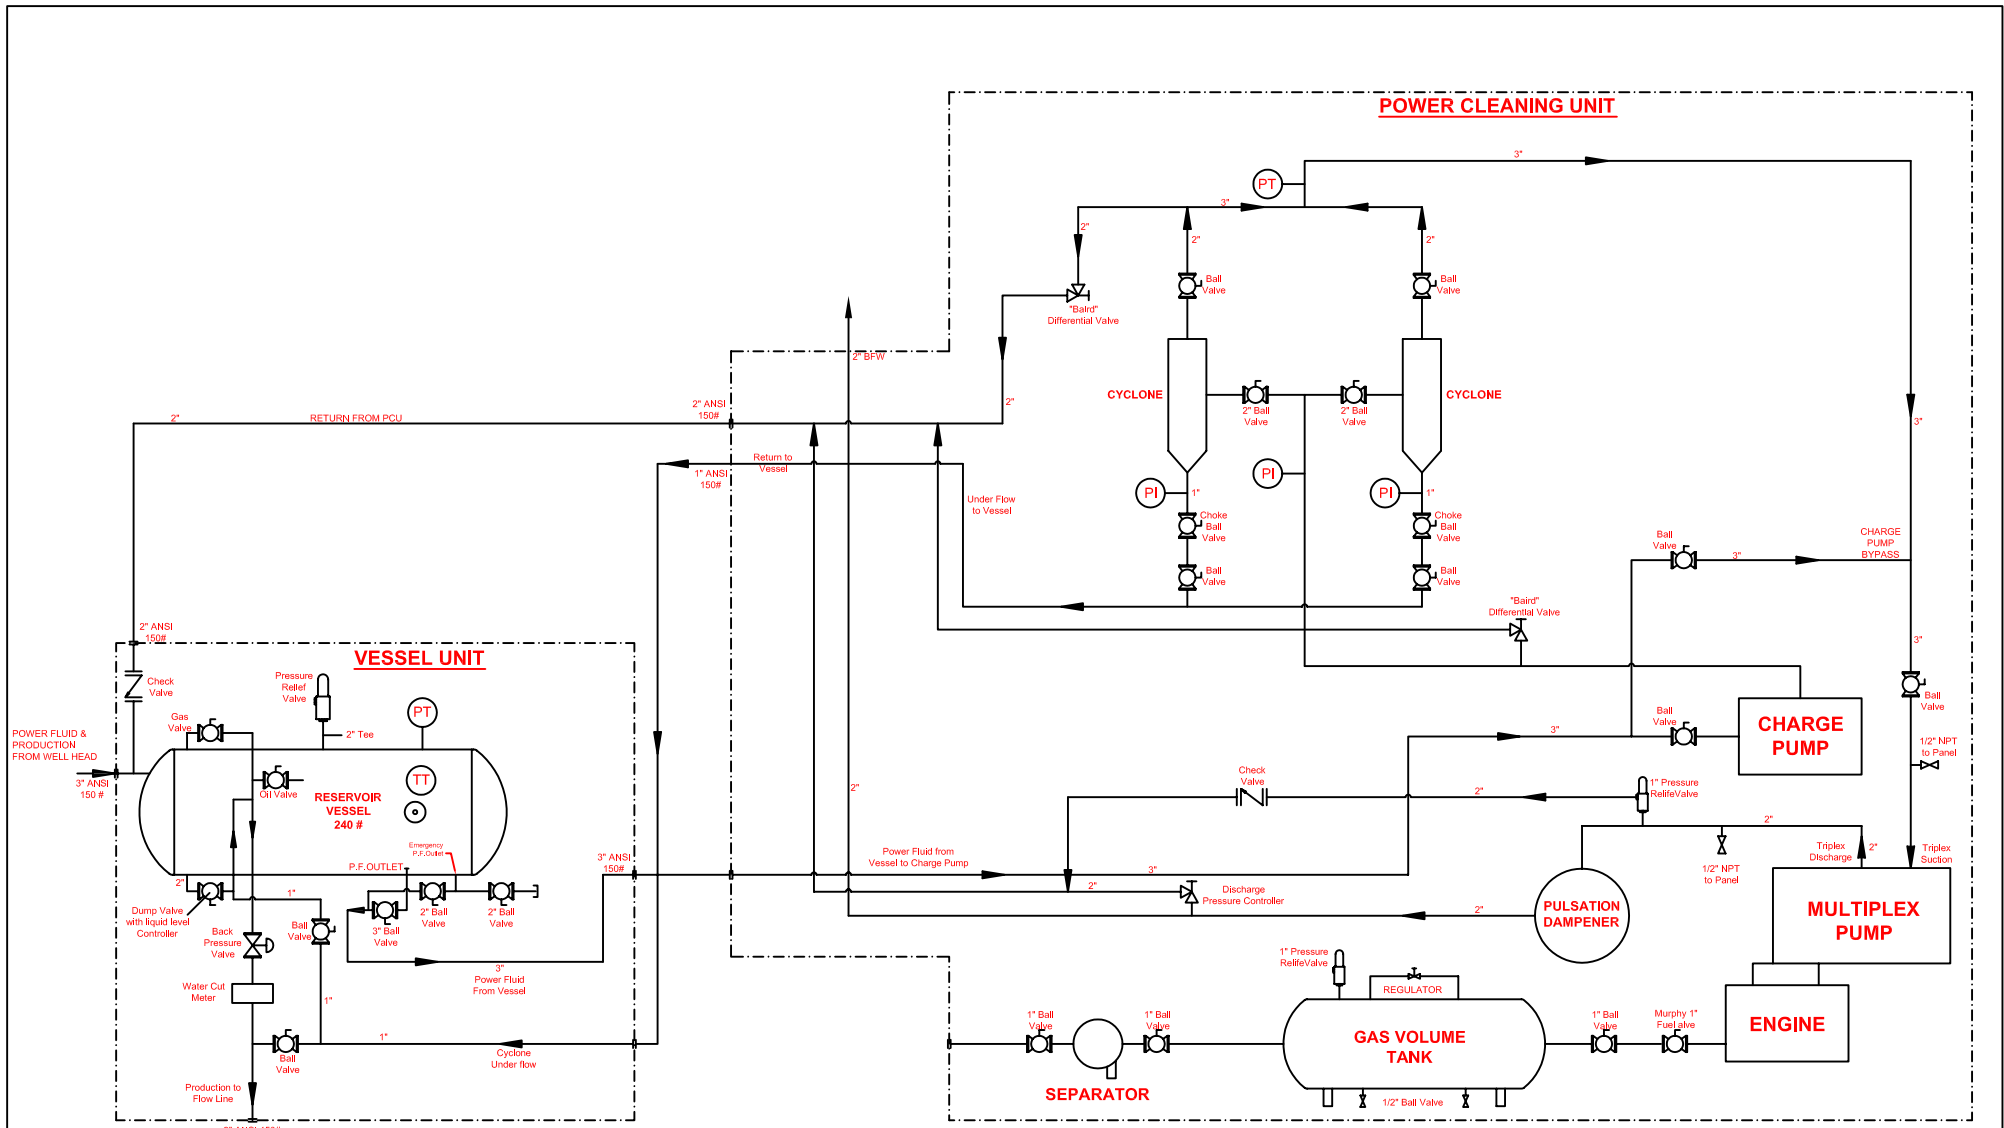 POWER CLEANING UNIT
3"
PT
3"
2"
2"
2"
Ball
Valve
Ball
Valve
"Baird"
Differential Valve
2" BFW
CYCLONE
CYCLONE
2" Ball
Valve
2" Ball
Valve
2" ANSI
150#
2"
2"
RETURN FROM PCU
3"
Return to
Vessel
1" ANSI
150#
PI
PI
PI
1"
1"
Under Flow
to Vessel
Choke
Ball
Valve
Choke
Ball
Valve
Ball
Valve
Ball
Valve
Ball
Valve
3"
CHARGE
PUMP
BYPASS
"Baird"
Differential Valve
3"
2" ANSI
150#
VESSEL UNIT
Check
Valve
Pressure
Relief
Valve
PT
Gas
Valve
2" Tee
POWER FLUID &
PRODUCTION
FROM WELL HEAD
3" ANSI
150 #
TT
Oil Valve
RESERVOIR
VESSEL
240 #
Emergency
P.F.Outlet
P.F.OUTLET
2"
1"
Dump Valve
with liquid level
Controller
Ball
Valve
Back
Pressure
Valve
3" Ball
Valve
2" Ball
Valve
2" Ball
Valve
3" ANSI
150#
3"
Power Fluid
From Vessel
Water Cut
Meter
1"
1"
Ball
Valve
Cyclone
Under flow
Production to
Flow Line
2"
Power Fluid from
Vessel to Charge Pump
3"
2"
Check
Valve
2"
Discharge
Pressure Controller
2"
3"
Ball
Valve
CHARGE
PUMP
Ball
Valve
1/2" NPT
to Panel
1" Pressure
RelifeValve
2"
1/2" NPT
to Panel
Triplex
Discharge
2"
Triplex
Suction
PULSATION
DAMPENER
MULTIPLEX
PUMP
ENGINE
1" Pressure
RelifeValve
REGULATOR
GAS VOLUME
TANK
1" Ball
Valve
1" Ball
Valve
SEPARATOR
1" Ball
Valve
Murphy 1"
Fuel alve
1/2" Ball Valve